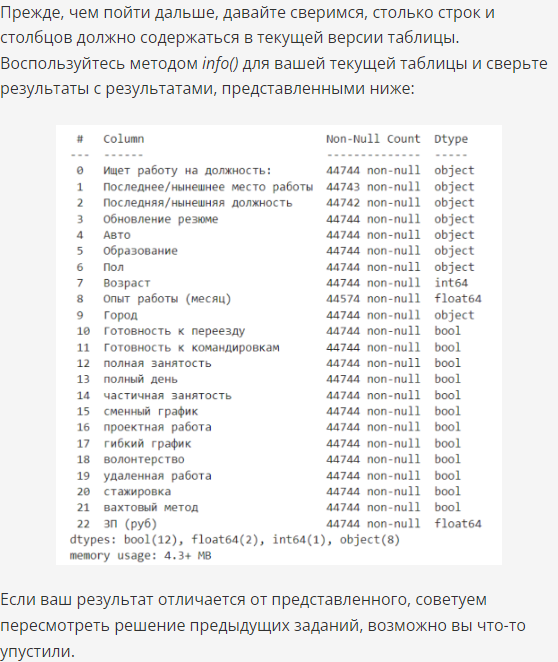 Прежде, чем пойти дальше, давайте сверимся, столько строк и
столбцов должно содержаться в текущей версии таблицы.
Воспользуйтесь методом info() для вашей текущей таблицы и сверьте
результаты с результатами, представленными ниже:
# Column Non-Null Count Dtype
--- ------ -------------- -----
0 Ищет работу на должность: 44744 non-null object
1 Последнее/нынешнее место работы 44743 non-null object
2 Последняя/нынешняя должность 44742 non-null object
3 Обновление резюме 44744 non-null object
4 Авто 44744 non-null object
5 Образование 44744 non-null object
6 Пол 44744 non-null object
7 Возраст 44744 non-null int64
8 Опыт работы (месяц) 44574 non-null float64
9 Город 44744 non-null object
10 Готовность к переезду 44744 non-null bool
11 Готовность к командировкам 44744 non-null bool
12 полная занятость 44744 non-null bool
13 полный день 44744 non-null bool
14 частичная занятость 44744 non-null bool
15 сменный график 44744 non-null bool
16 проектная работа 44744 non-null bool
17 гибкий график 44744 non-null bool
18 волонтерство 44744 non-null bool
19 удаленная работа 44744 non-null bool
20 стажировка 44744 non-null bool
21 вахтовый метод 44744 non-null bool
22 ЗП (руб) 44744 non-null float64
dtypes: bool(12), float64(2), int64(1), object(8)
memory usage: 4.3+ MB
Если ваш результат отличается от представленного, советуем
пересмотреть решение предыдущих заданий, возможно вы что-то
упустили.